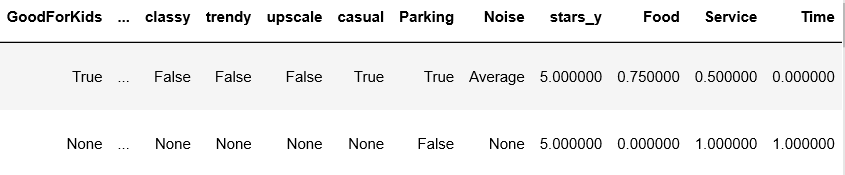 GoodForKids ... classy trendy upscale casual Parking Noise stars_y Food Service Time
True ... False False False True True Average 5.000000 0.750000 0.500000 0.000000
None ... None None None None False None 5.000000 0.000000 1.000000 1.000000